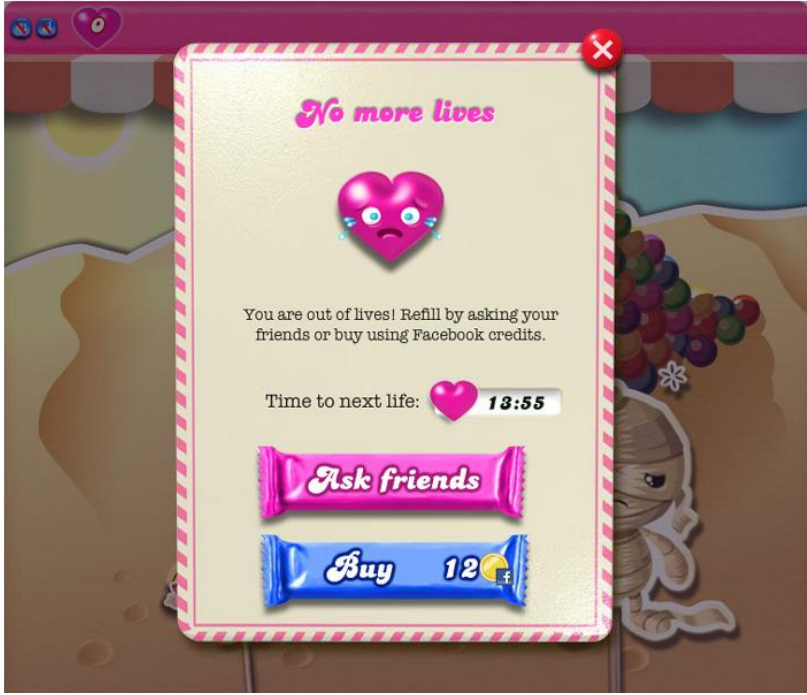 0
No more lives
You are out of lives! Refill by asking your
friends or buy using Facebook credits.
Time to next life: 13:55
Ask friends
Buy 12 f